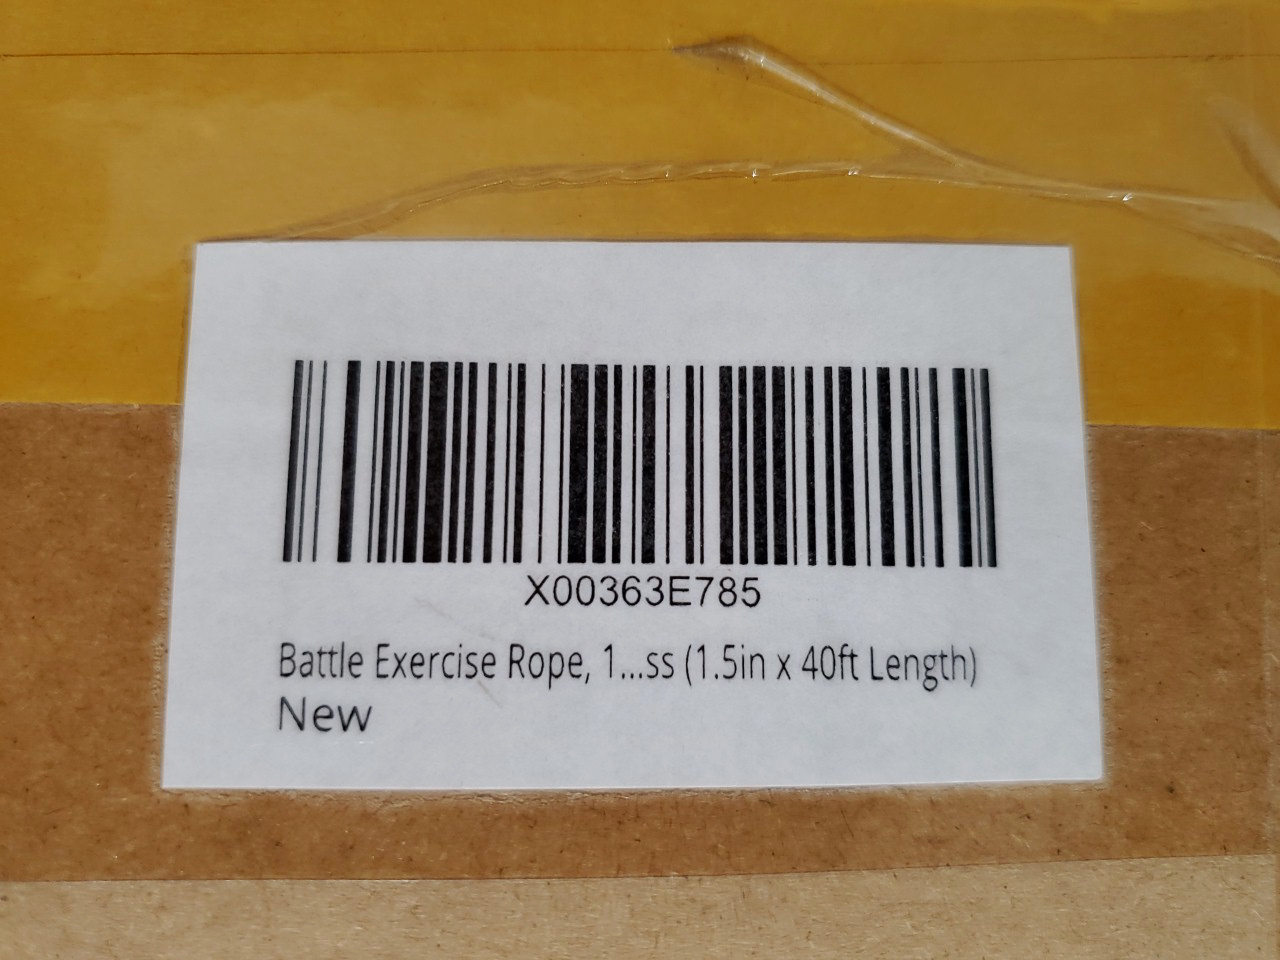 X00363E785
Battle Exercise Rope, 1...ss (1.5in x 40ft Length)
New